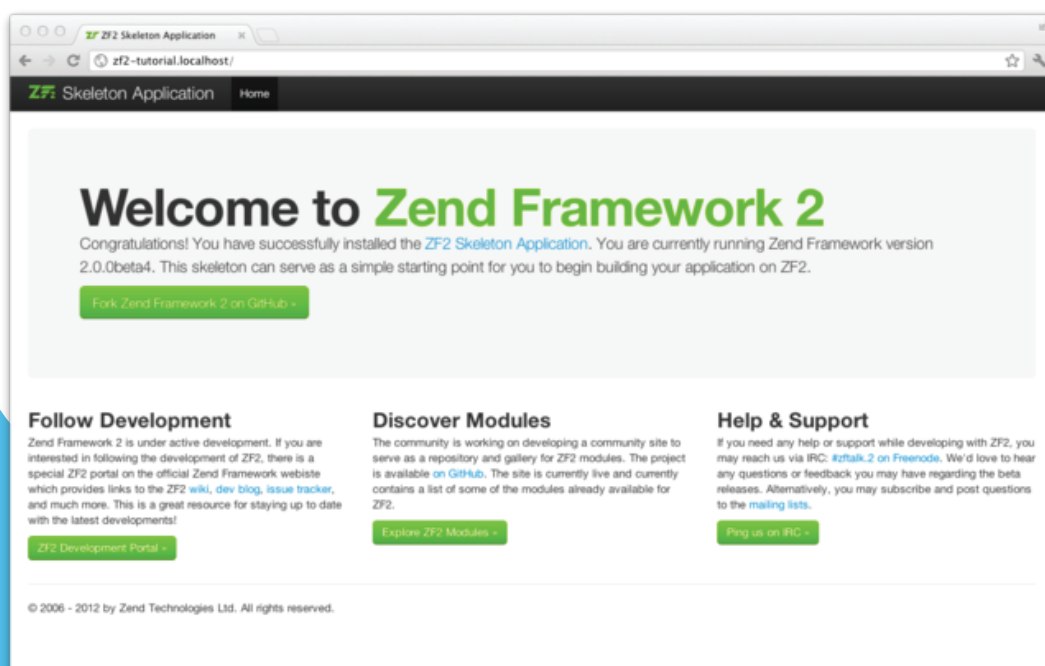 ZF2 Skeleton Application
zf2-tutorial.localhost/
ZF2 Skeleton Application Home
Welcome to Zend Framework 2
Congratulations! You have successfully installed the ZF2 Skeleton Application. You are currently running Zend Framework version
2.0.0beta4. This skeleton can serve as a simple starting point for you to begin building your application on ZF2.
Fork Zend Framework 2 on GitHub »
Follow Development
Zend Framework 2 is under active development. If you are
interested in following the development of ZF2, there is a
special ZF2 portal on the official Zend Framework webiste
which provides links to the ZF2 wiki, dev blog, issue tracker,
and much more. This is a great resource for staying up to date
with the latest developments!
ZF2 Development Portal »
Discover Modules
The community is working on developing a community site to
serve as a repository and gallery for ZF2 modules. The project
is available on GitHub. The site is currently live and currently
contains a list of some of the modules already available for
ZF2.
Explore ZF2 Modules »
Help & Support
If you need any help or support while developing with ZF2, you
may reach us via IRC: #zftalk.2 on Freenode. We'd love to hear
any questions or feedback you may have regarding the beta
releases. Alternatively, you may subscribe and post questions
to the mailing lists.
Ping us on IRC »
© 2006 - 2012 by Zend Technologies Ltd. All rights reserved.